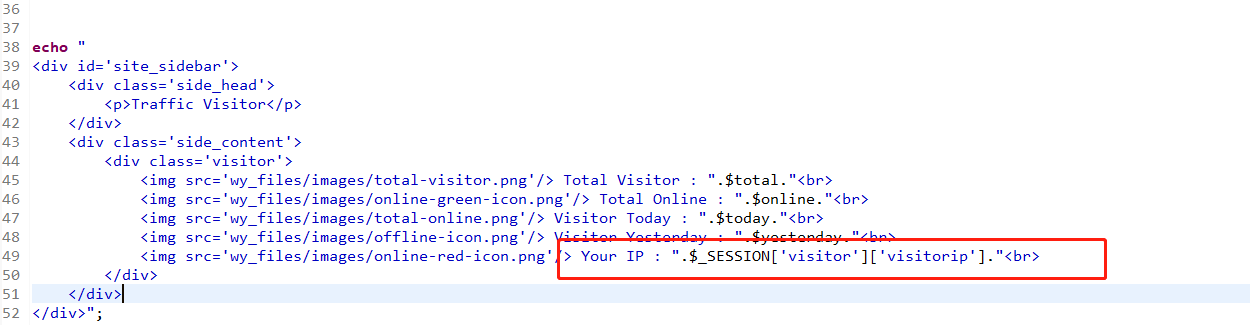 36
37
38 echo "
39 <div id='site_sidebar'>
40 <div class='side_head'>
41 <p>Traffic Visitor</p>
42 </div>
43 <div class='side_content'>
44 <div class='visitor'>
45 <img src='wy_files/images/total-visitor.png'/> Total Visitor : ".$total."<br>
46 <img src='wy_files/images/online-green-icon.png'/> Total Online : ".$online."<br>
47 <img src='wy_files/images/total-online.png'/> Visitor Today : ".$today."<br>
48 <img src='wy_files/images/offline-icon.png'/> Visitor Yesterday : ".$yesterday."<br>
49 <img src='wy_files/images/online-red-icon.png'/> Your IP : ".$_SESSION['visitor']['visitorip']."<br>
50 </div>
51 </div>
52 </div>";